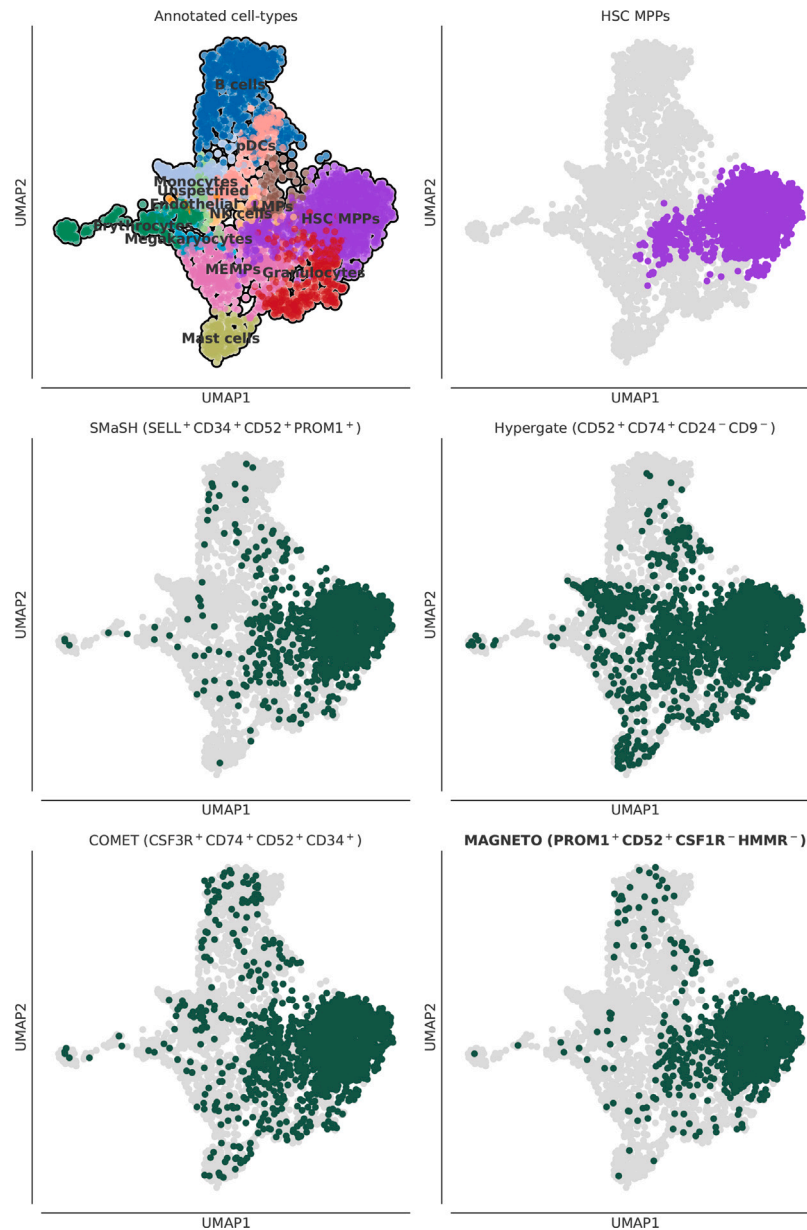 Annotated cell-types
HSC MPPs
UMAP2
B cells
pDCs
Monocytes
Unspecified
Endothelial
NK cells
LMPs
HSC MPPs
Erythrocytes
Megakaryocytes
MEMPs
Granulocytes
Mast cells
UMAP1
UMAP2
UMAP1
SMaSH (SELL⁺CD34⁺CD52⁺PROM1⁺)
Hypergate (CD52⁺CD74⁺CD24⁻CD9⁻)
UMAP2
UMAP1
UMAP2
UMAP1
COMET (CSF3R⁺CD74⁺CD52⁺CD34⁺)
MAGNETO (PROM1⁺CD52⁺CSF1R⁻HMMR⁻)
UMAP2
UMAP1
UMAP2
UMAP1